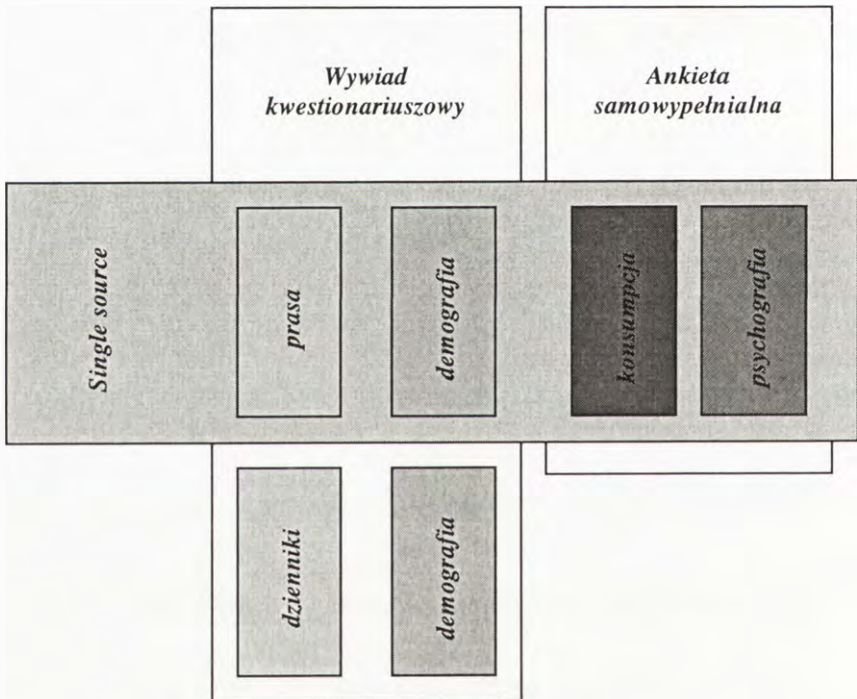 Wywiad
kwestionariuszowy
Ankieta
samowypełnialna
Single source
prasa
demografia
konsumpcja
psychografia
dzienniki
demografia